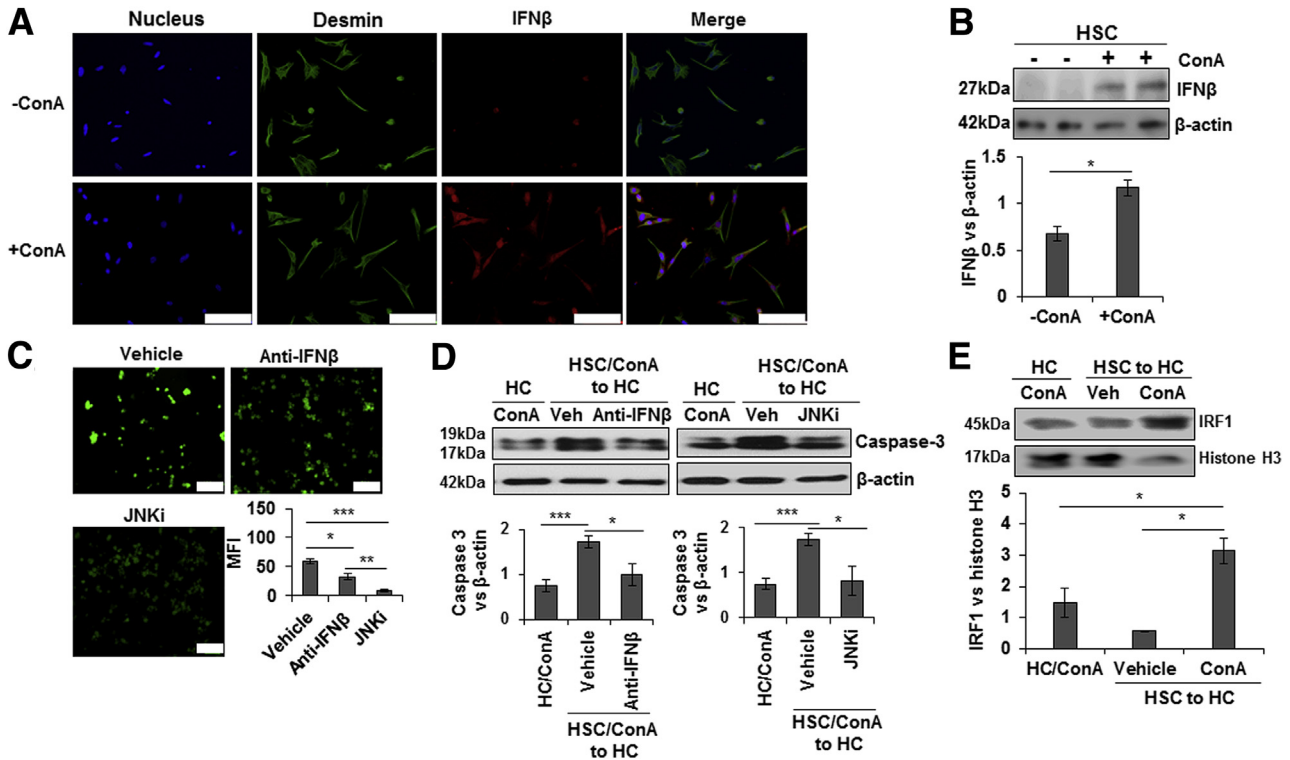 A
Nucleus Desmin IFNβ Merge
-ConA
+ConA
B
HSC
- - + + ConA
27kDa IFNβ
42kDa β-actin
IFNβ vs β-actin
1.5
*
1
0.5
0
-ConA +ConA
C
Vehicle Anti-IFNβ
JNKi
MFI
150
***
100
*
**
50
0
Vehicle Anti-IFNβ JNKi
D
HSC/ConA
to HC
HC
ConA Veh Anti-IFNβ
HSC/ConA
to HC
HC
ConA Veh JNKi
19kDa
17kDa
Caspase-3
42kDa
β-actin
Caspase 3
vs β-actin
2
*** *
1
0
HC/ConA Vehicle Anti-IFNβ
HSC/ConA
to HC
Caspase 3
vs β-actin
2
*** *
1
0
HC/ConA Vehicle JNKi
HSC/ConA
to HC
E
HC HSC to HC
ConA Veh ConA
45kDa IRF1
17kDa Histone H3
IRF1 vs histone H3
5
*
4
*
3
2
1
0
HC/ConA Vehicle ConA
HSC to HC